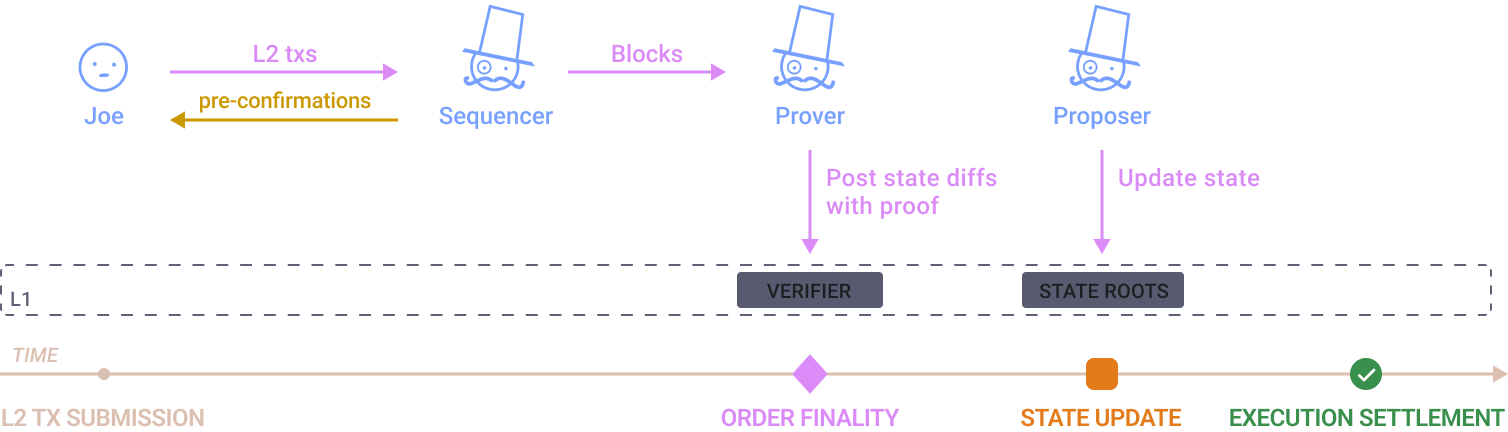 L2 txs
Blocks
pre-confirmations
Joe
Sequencer
Prover
Proposer
Post state diffs
with proof
Update state
L1
VERIFIER
STATE ROOTS
TIME
L2 TX SUBMISSION
ORDER FINALITY
STATE UPDATE
EXECUTION SETTLEMENT